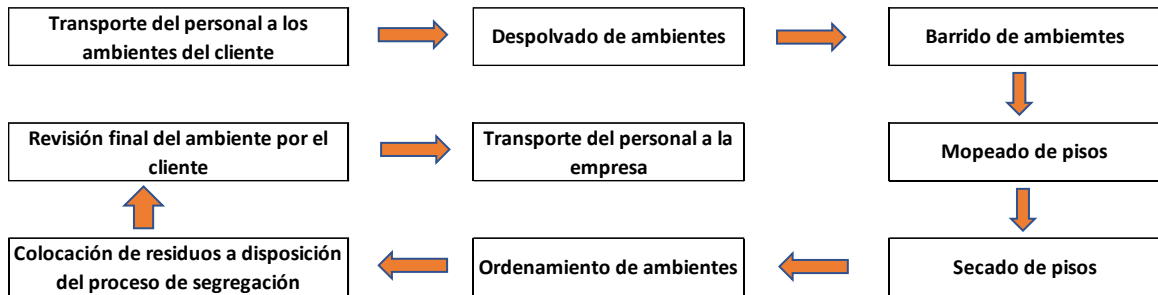 Transporte del personal a los
ambientes del cliente
Despolvado de ambientes
Barrido de ambiemtes
Revisión final del ambiente por el
cliente
Transporte del personal a la
empresa
Mopeado de pisos
Colocación de residuos a disposición
del proceso de segregación
Ordenamiento de ambientes
Secado de pisos